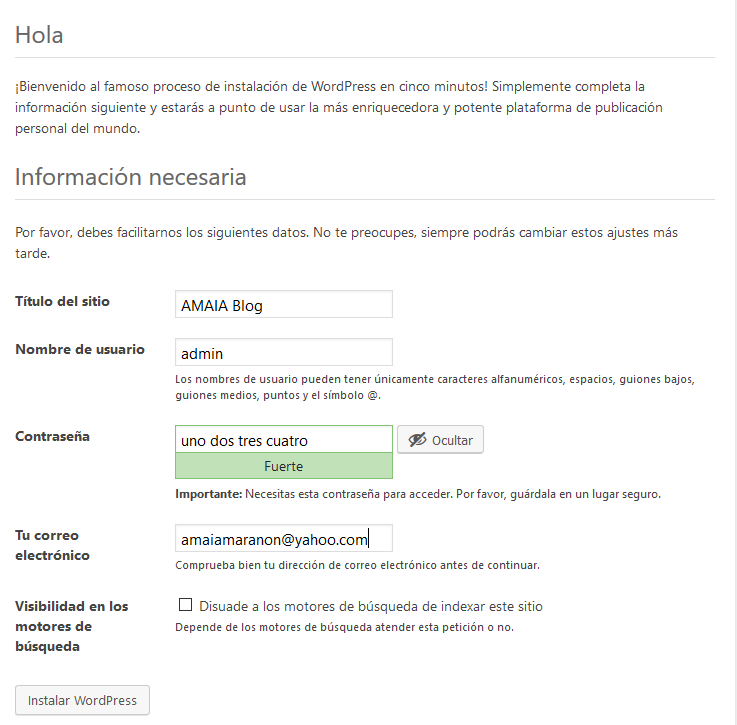 Hola
¡Bienvenido al famoso proceso de instalación de WordPress en cinco minutos! Simplemente completa la
información siguiente y estarás a punto de usar la más enriquecedora y potente plataforma de publicación
personal del mundo.
Información necesaria
Por favor, debes facilitarnos los siguientes datos. No te preocupes, siempre podrás cambiar estos ajustes más
tarde.
Título del sitio
AMAIA Blog
Nombre de usuario
admin
Los nombres de usuario pueden tener únicamente caracteres alfanuméricos, espacios, guiones bajos,
guiones medios, puntos y el símbolo @.
Contraseña
uno dos tres cuatro
Ocultar
Fuerte
Importante: Necesitas esta contraseña para acceder. Por favor, guárdala en un lugar seguro.
Tu correo
electrónico
amaiamaranon@yahoo.com
Comprueba bien tu dirección de correo electrónico antes de continuar.
Visibilidad en los
motores de
búsqueda
Disuade a los motores de búsqueda de indexar este sitio
Depende de los motores de búsqueda atender esta petición o no.
Instalar WordPress